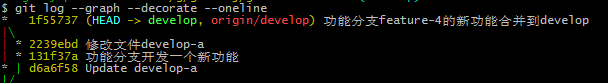 $ git log --graph --decorate --oneline
*   1f55737 (HEAD -> develop, origin/develop) 功能分支feature-4的新功能合并到develop
|\
| * 2239ebd 修改文件develop-a
| * 131f37a 功能分支开发一个新功能
* | d6a6f58 Update develop-a
|/